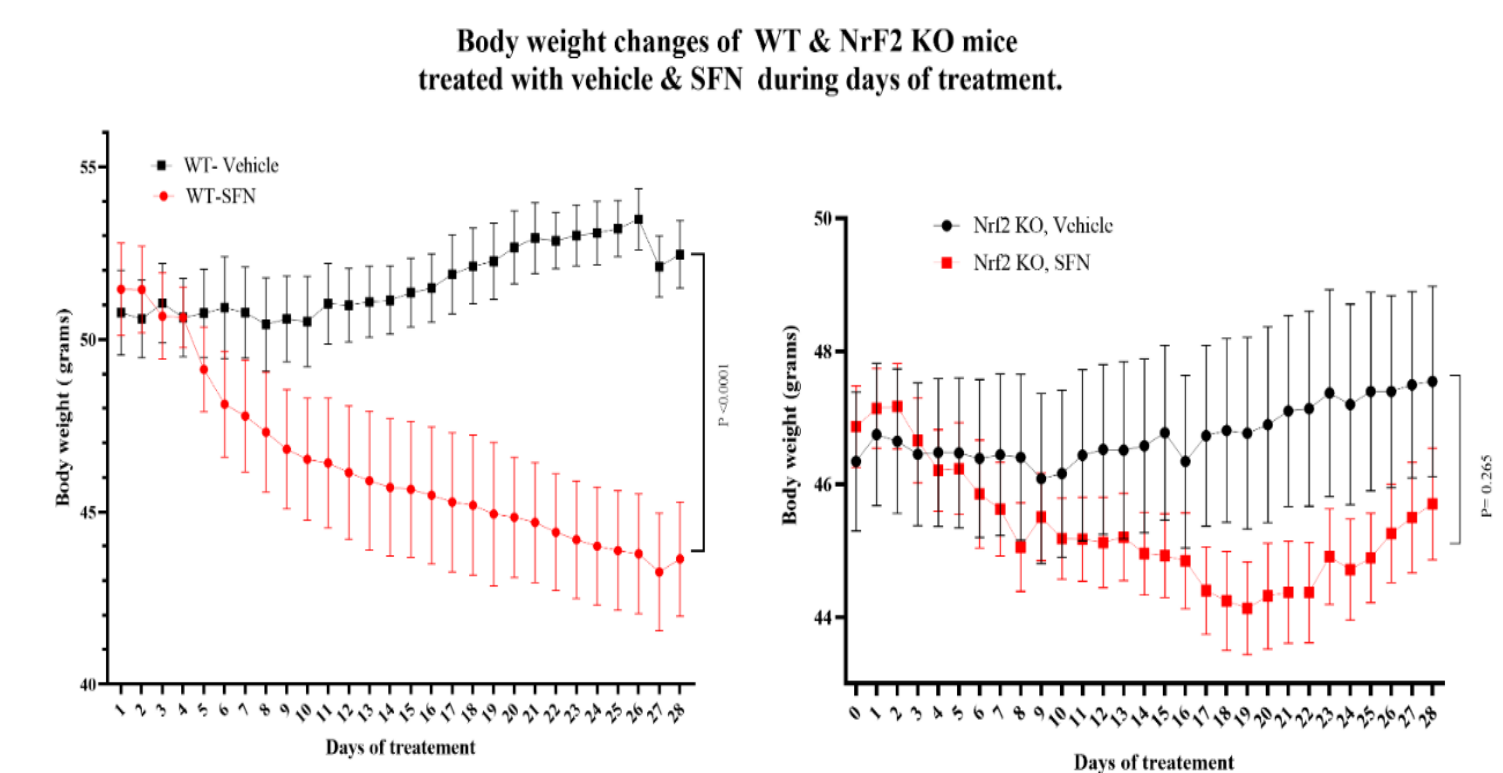 Body weight changes of WT & NrF2 KO mice
treated with vehicle & SFN during days of treatment.
WT- Vehicle
WT-SFN
55
50
45
40
Body weight ( grams)
P <0.0001
1 2 3 4 5 6 7 8 9 10 11 12 13 14 15 16 17 18 19 20 21 22 23 24 25 26 27 28
Days of treatement
Nrf2 KO, Vehicle
Nrf2 KO, SFN
50
48
46
44
Body weight (grams)
P= 0.265
0 1 2 3 4 5 6 7 8 9 10 11 12 13 14 15 16 17 18 19 20 21 22 23 24 25 26 27 28
Days of treatement